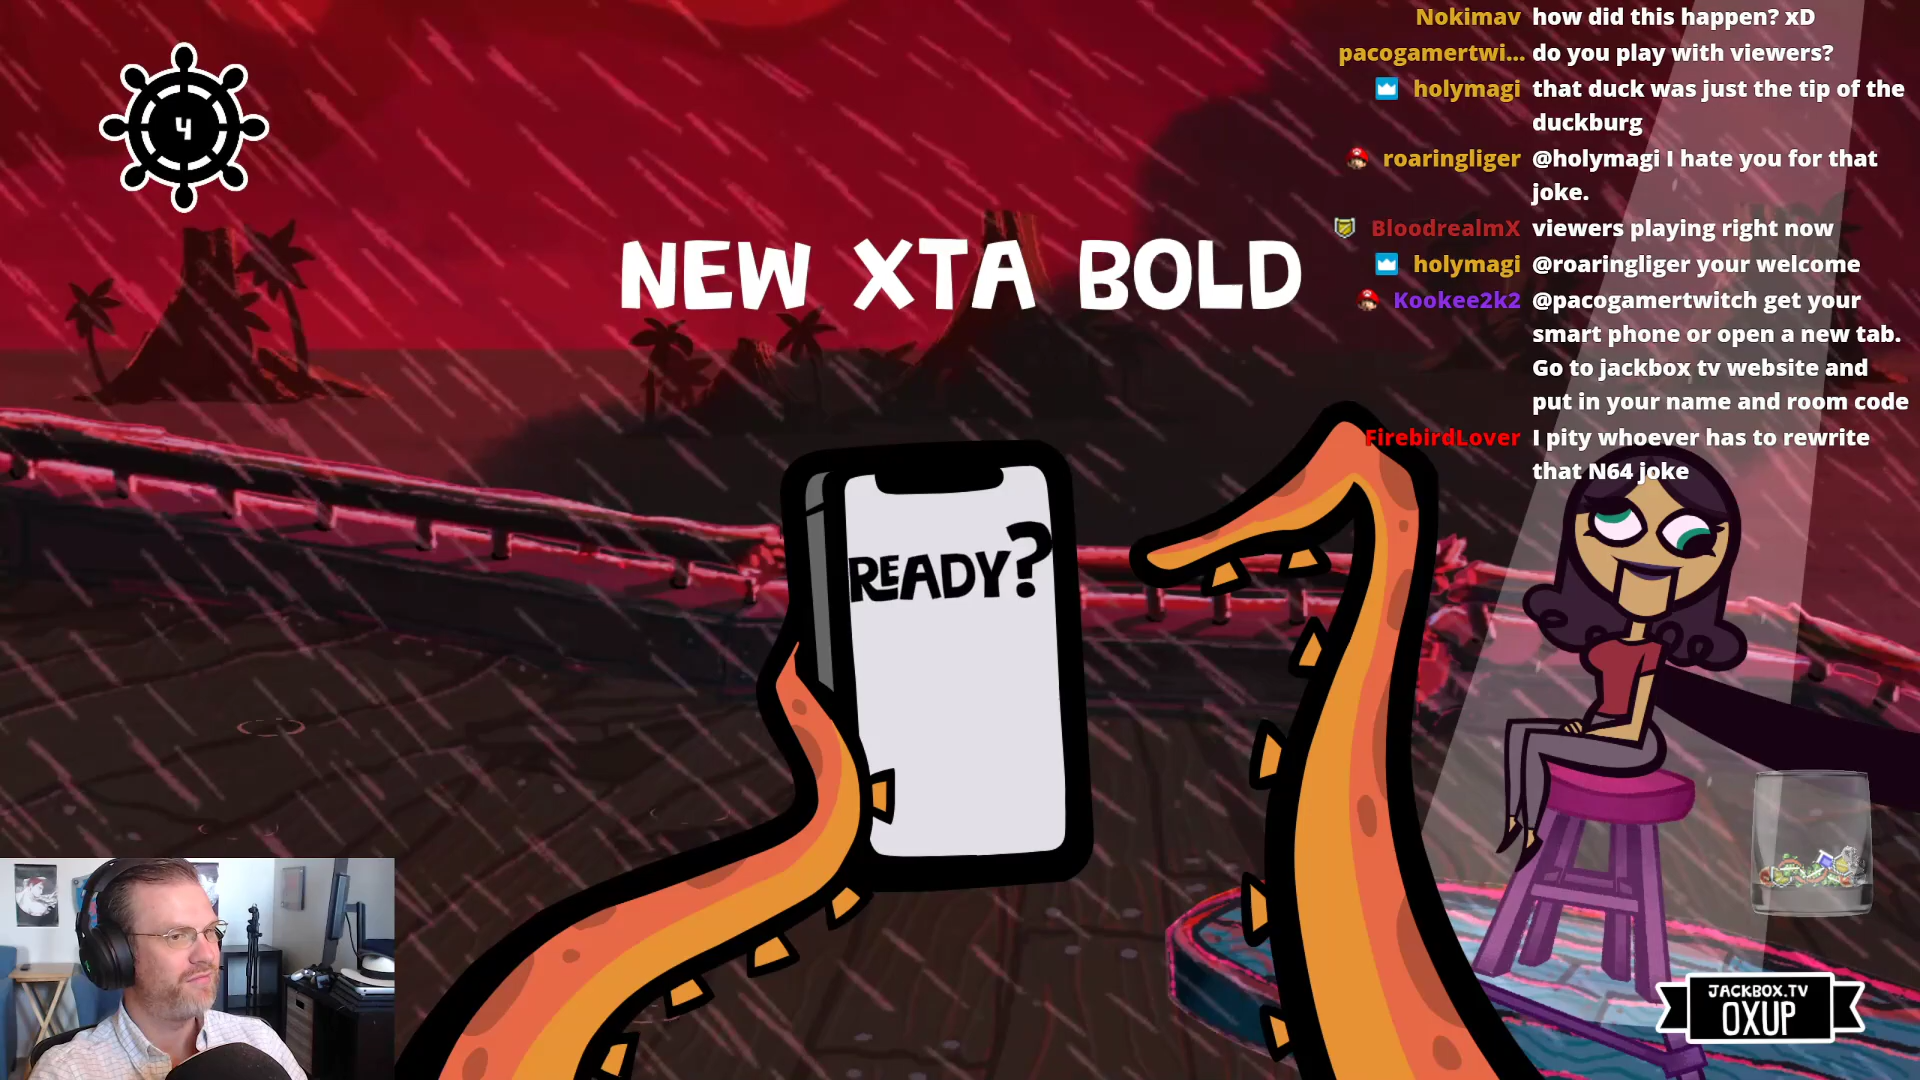 Nokimav how did this happen? xD
pacogamertwi... do you play with viewers?
holymagi that duck was just the tip of the
duckburg
roaringliger @holymagi I hate you for that
joke.
BloodrealmX viewers playing right now
holymagi @roaringliger your welcome
Kookee2k2 @pacogamertwitch get your
smart phone or open a new tab.
Go to jackbox tv website and
put in your name and room code
FirebirdLover I pity whoever has to rewrite
that N64 joke
4
NEW XTA BOLD
READY?
JACKBOX.TV
OXUP